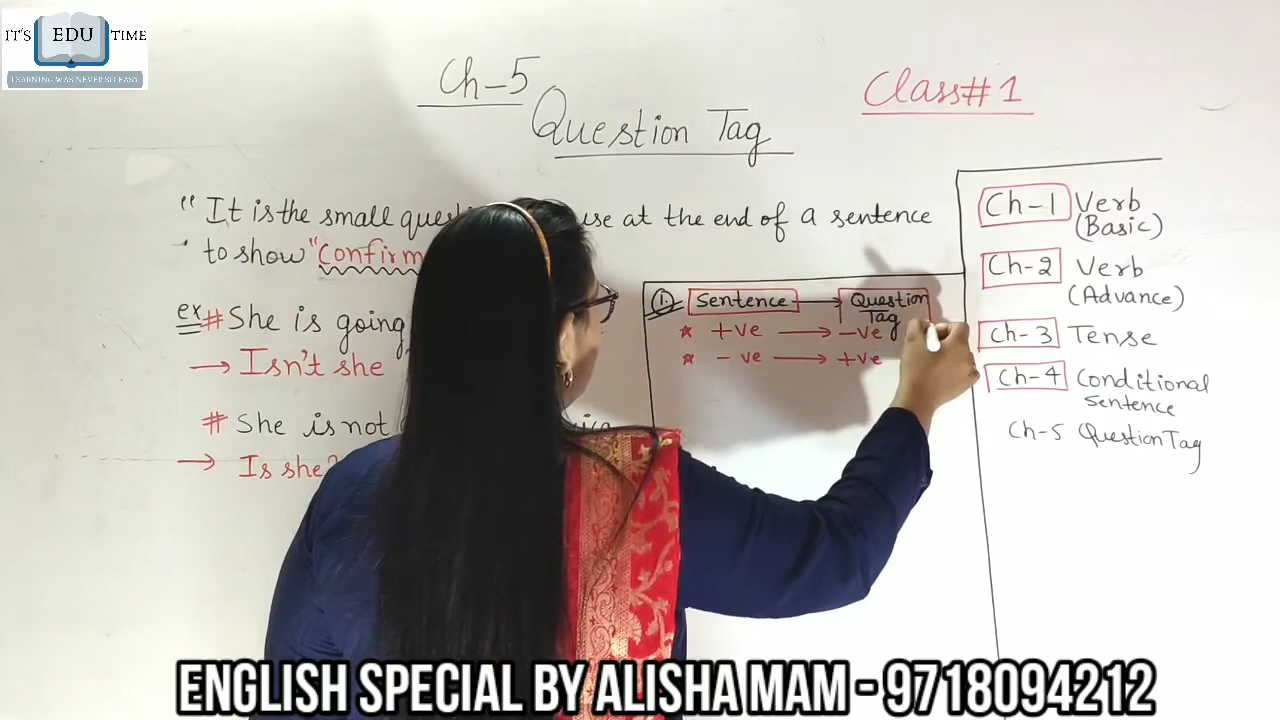 IT'S EDU TIME
LEARNING WAS NEVER SO EASY
Ch-5
Question Tag
Class#1
"It is the small use at the end of a sentence
to show "Confirm
ex # She is going
→ Isn't she
# She is not
→ Is she?
① Sentence → Question Tag
* +ve → -ve
* -ve → +ve
Ch-1 Verb
(Basic)
Ch-2 Verb
(Advance)
Ch-3 Tense
Ch-4 Conditional
Sentence
Ch-5 Question Tag
ENGLISH SPECIAL BY ALISHA MAM - 9718094212